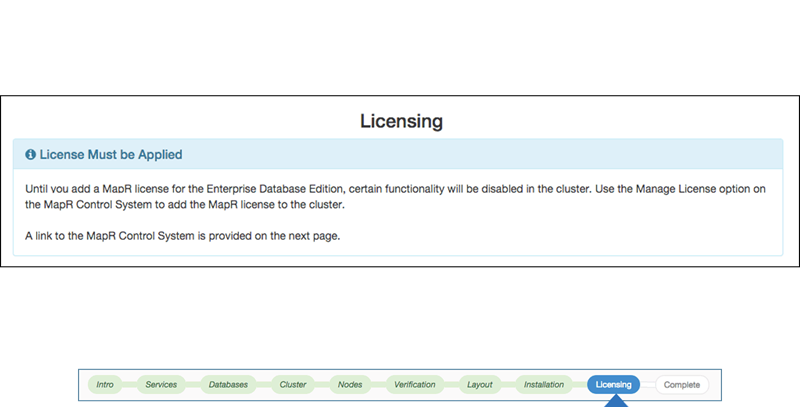 Licensing
License Must be Applied
Until you add a MapR license for the Enterprise Database Edition, certain functionality will be disabled in the cluster. Use the Manage License option on
the MapR Control System to add the MapR license to the cluster.
A link to the MapR Control System is provided on the next page.
Intro Services Databases Cluster Nodes Verification Layout Installation Licensing Complete